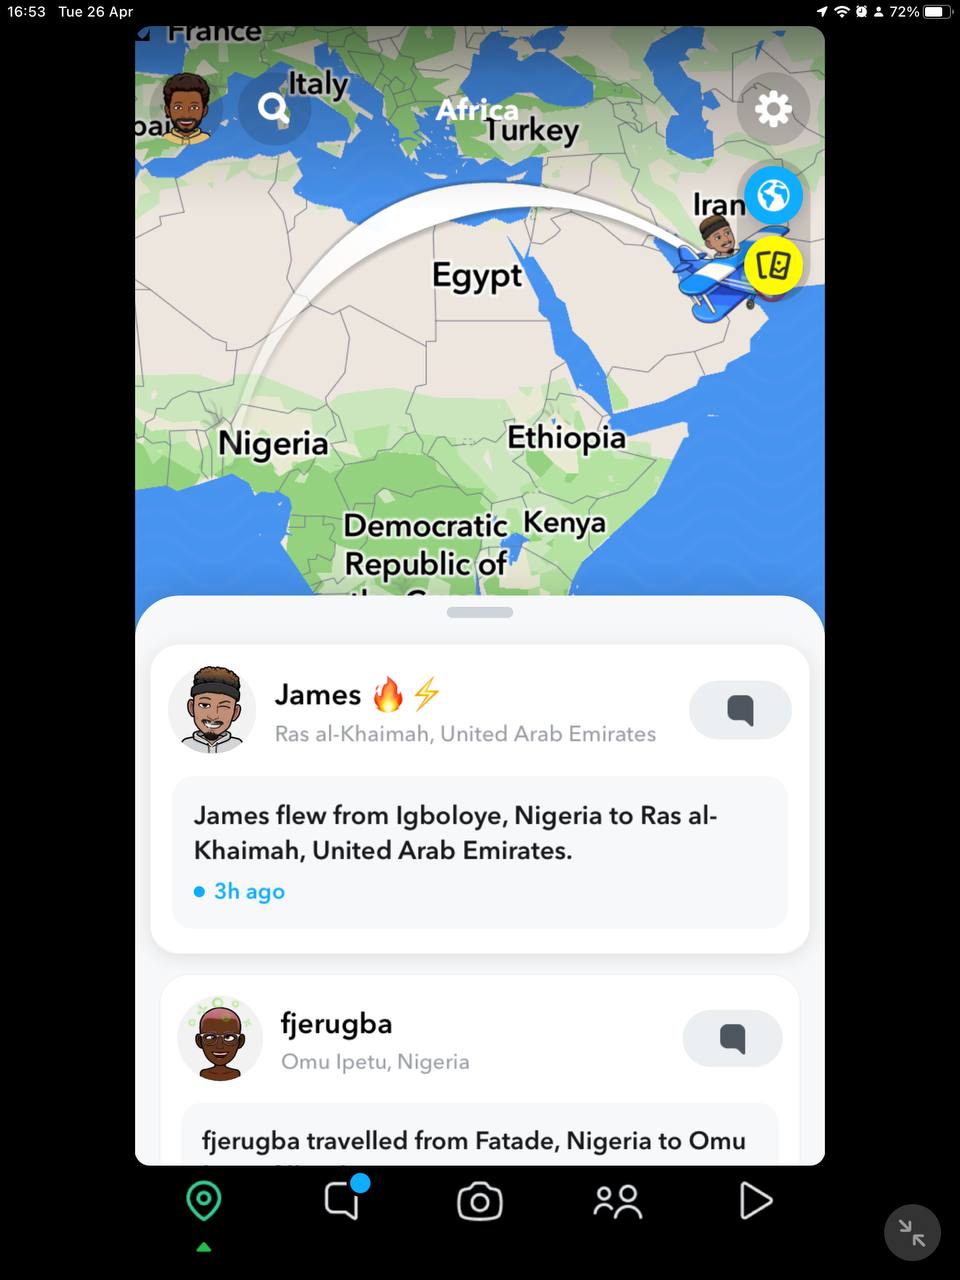 16:53 Tue 26 Apr
72%
France
Italy
Africa
Turkey
Iran
Egypt
Nigeria
Ethiopia
Democratic
Republic of
Kenya
James 🔥⚡
Ras al-Khaimah, United Arab Emirates
James flew from Igboloye, Nigeria to Ras al-
Khaimah, United Arab Emirates.
3h ago
fjerugba
Omu Ipetu, Nigeria
fjerugba travelled from Fatade, Nigeria to Omu